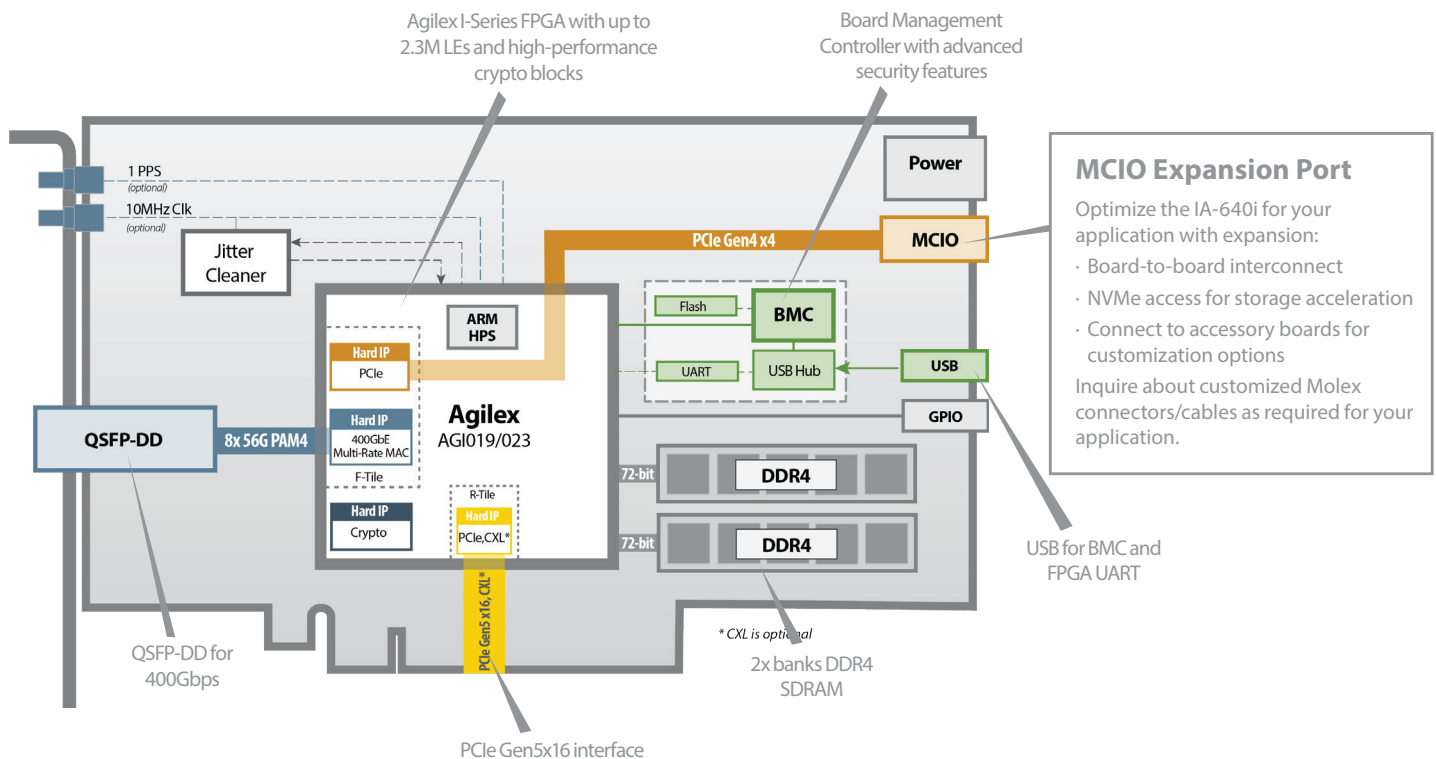 Agilex I-Series FPGA with up to
2.3M LEs and high-performance
crypto blocks
Board Management
Controller with advanced
security features
1 PPS
(optional)
10MHz Clk
(optional)
Jitter
Cleaner
Power
MCIO
PCIe Gen4 x4
MCIO Expansion Port
Optimize the IA-640i for your
application with expansion:
· Board-to-board interconnect
· NVMe access for storage acceleration
· Connect to accessory boards for
customization options
Inquire about customized Molex
connectors/cables as required for your
application.
Flash
BMC
UART
USB Hub
USB
GPIO
ARM
HPS
Hard IP
PCIe
Hard IP
400GbE
Multi-Rate MAC
F-Tile
Agilex
AGI019/023
QSFP-DD
8x 56G PAM4
Hard IP
Crypto
R-Tile
Hard IP
PCIe,CXL*
72-bit
DDR4
72-bit
DDR4
PCIe Gen5 x16, CXL*
* CXL is optional
USB for BMC and
FPGA UART
QSFP-DD for
400Gbps
2x banks DDR4
SDRAM
PCIe Gen5x16 interface